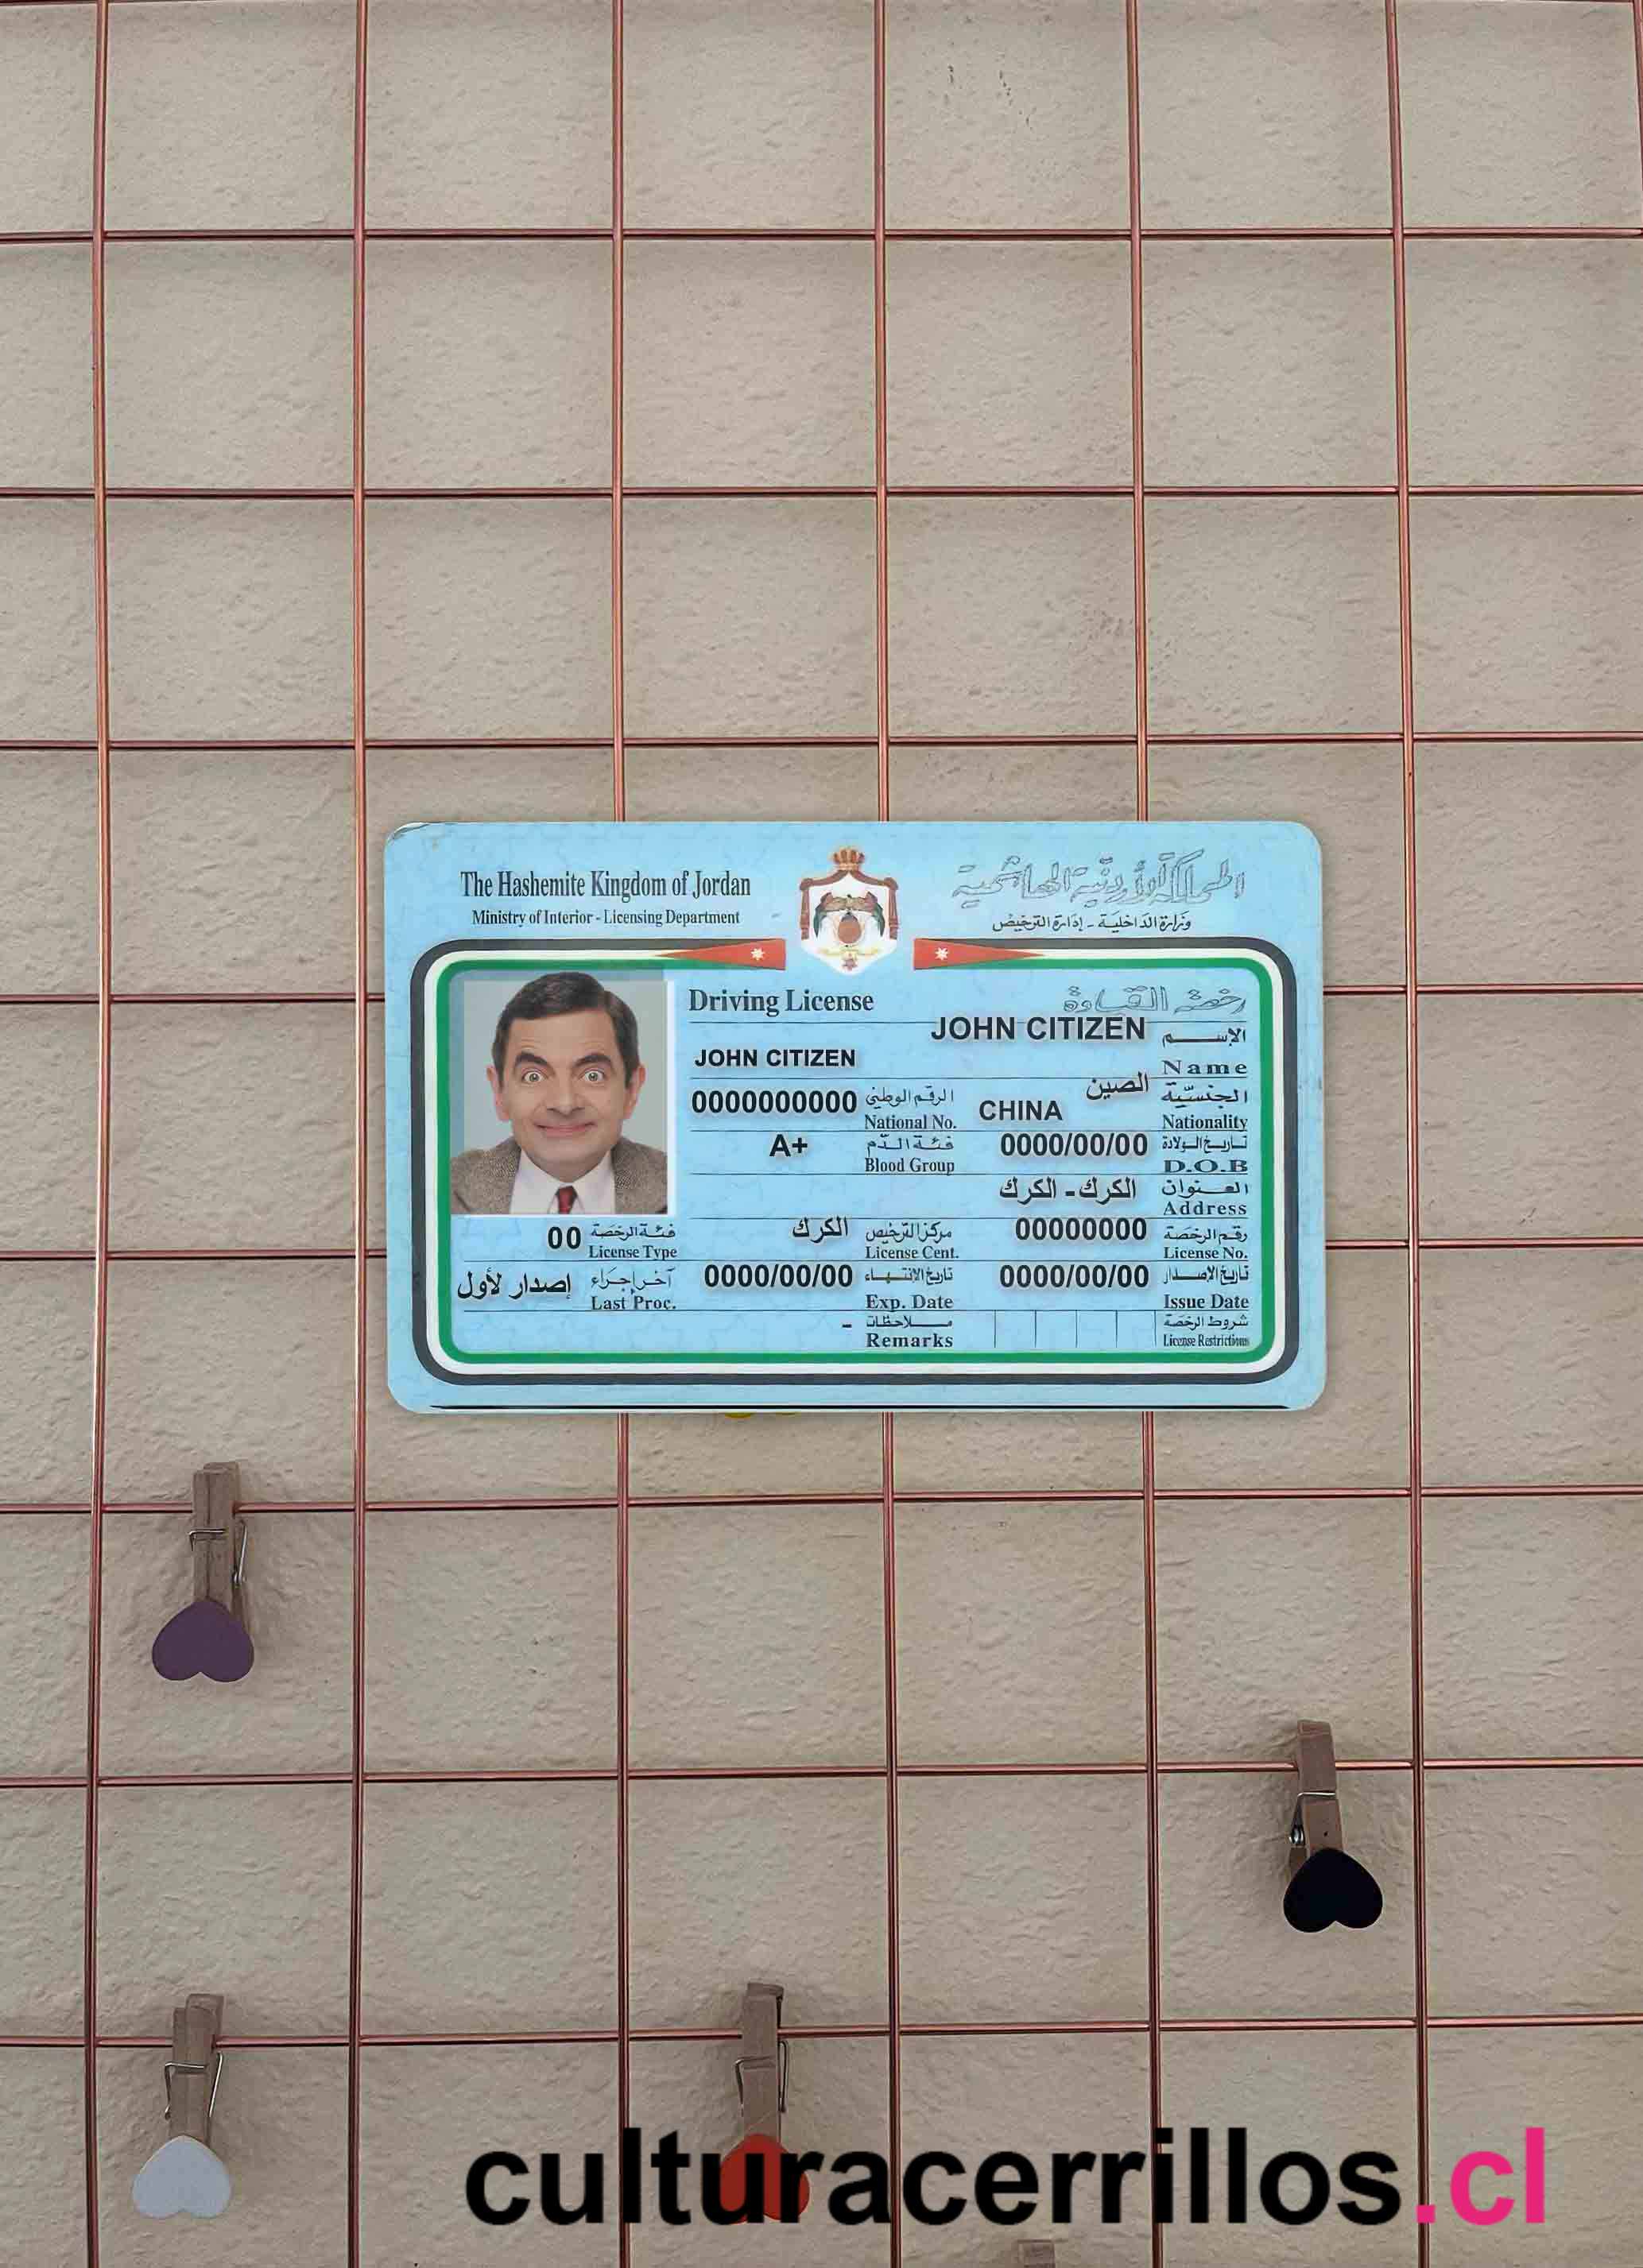 The Hashemite Kingdom of Jordan
المملكة الأردنية الهاشمية
Ministry of Interior - Licensing Department
وزارة الداخلية - إدارة الترخيص
Driving License
رخصة القيادة
JOHN CITIZEN
الإسم
JOHN CITIZEN
Name
0000000000
الرقم الوطني
National No.
الصين
CHINA
الجنسية
Nationality
A+
فئة الدم
Blood Group
0000/00/00
تاريخ الولادة
D.O.B
الكرك - الكرك
العنوان
Address
00
فئة الرخصة
License Type
الكرك
مركز الترخيص
License Cent.
00000000
رقم الرخصة
License No.
إصدار لأول
آخر إجراء
Last Proc.
0000/00/00
تاريخ الانتهاء
Exp. Date
0000/00/00
تاريخ الإصدار
Issue Date
-
ملاحظات
Remarks
شروط الرخصة
License Restrictions
culturacerrillos.cl